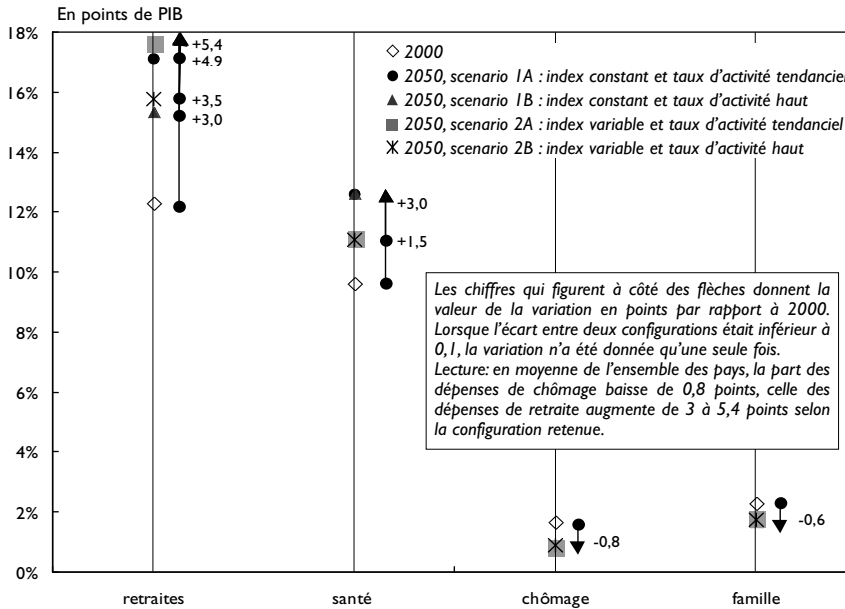 En points de PIB
18%
16%
14%
12%
10%
8%
6%
4%
2%
0%
+5,4
+4.9
+3,5
+3,0
2000
2050, scenario 1A : index constant et taux d'activité tendanciel
2050, scenario 1B : index constant et taux d'activité haut
2050, scenario 2A : index variable et taux d'activité tendanciel
2050, scenario 2B : index variable et taux d'activité haut
+3,0
+1,5
Les chiffres qui figurent à côté des flèches donnent la
valeur de la variation en points par rapport à 2000.
Lorsque l'écart entre deux configurations était inférieur à
0,1, la variation n'a été donnée qu'une seule fois.
Lecture: en moyenne de l'ensemble des pays, la part des
dépenses de chômage baisse de 0,8 points, celle des
dépenses de retraite augmente de 3 à 5,4 points selon
la configuration retenue.
-0,8
-0,6
retraites
santé
chômage
famille